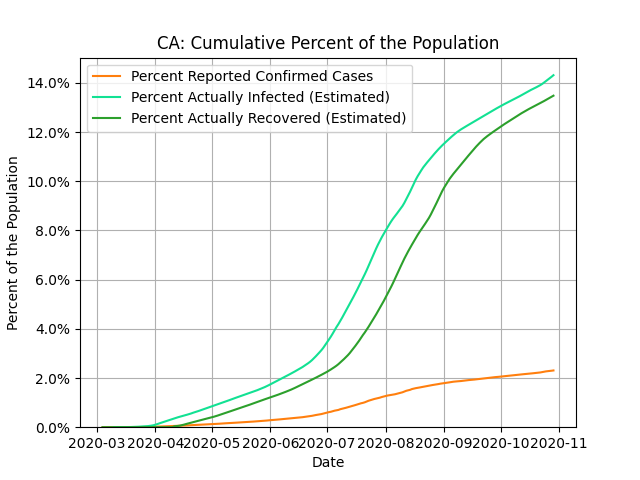 CA: Cumulative Percent of the Population
Percent Reported Confirmed Cases
Percent Actually Infected (Estimated)
Percent Actually Recovered (Estimated)
Percent of the Population
14.0%
12.0%
10.0%
8.0%
6.0%
4.0%
2.0%
0.0%
2020-03 2020-04 2020-05 2020-06 2020-07 2020-08 2020-09 2020-10 2020-11
Date